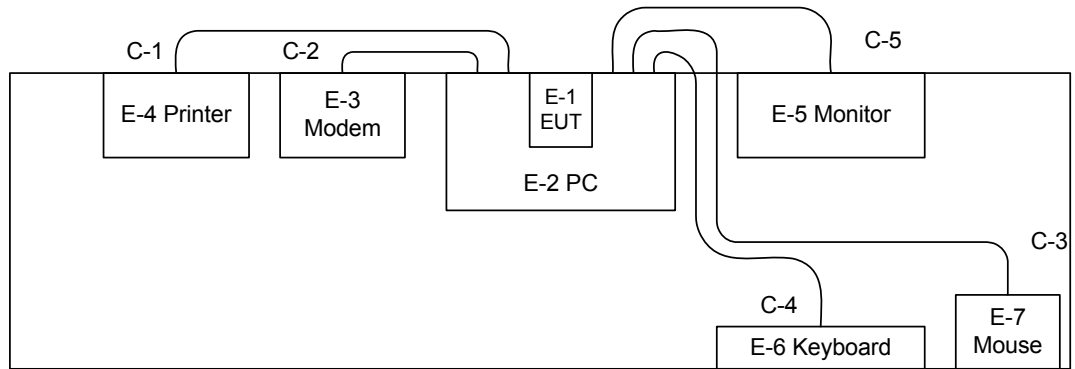 C-1
C-2
C-5
E-4 Printer
E-3
Modem
E-1
EUT
E-5 Monitor
E-2 PC
C-3
C-4
E-6 Keyboard
E-7
Mouse